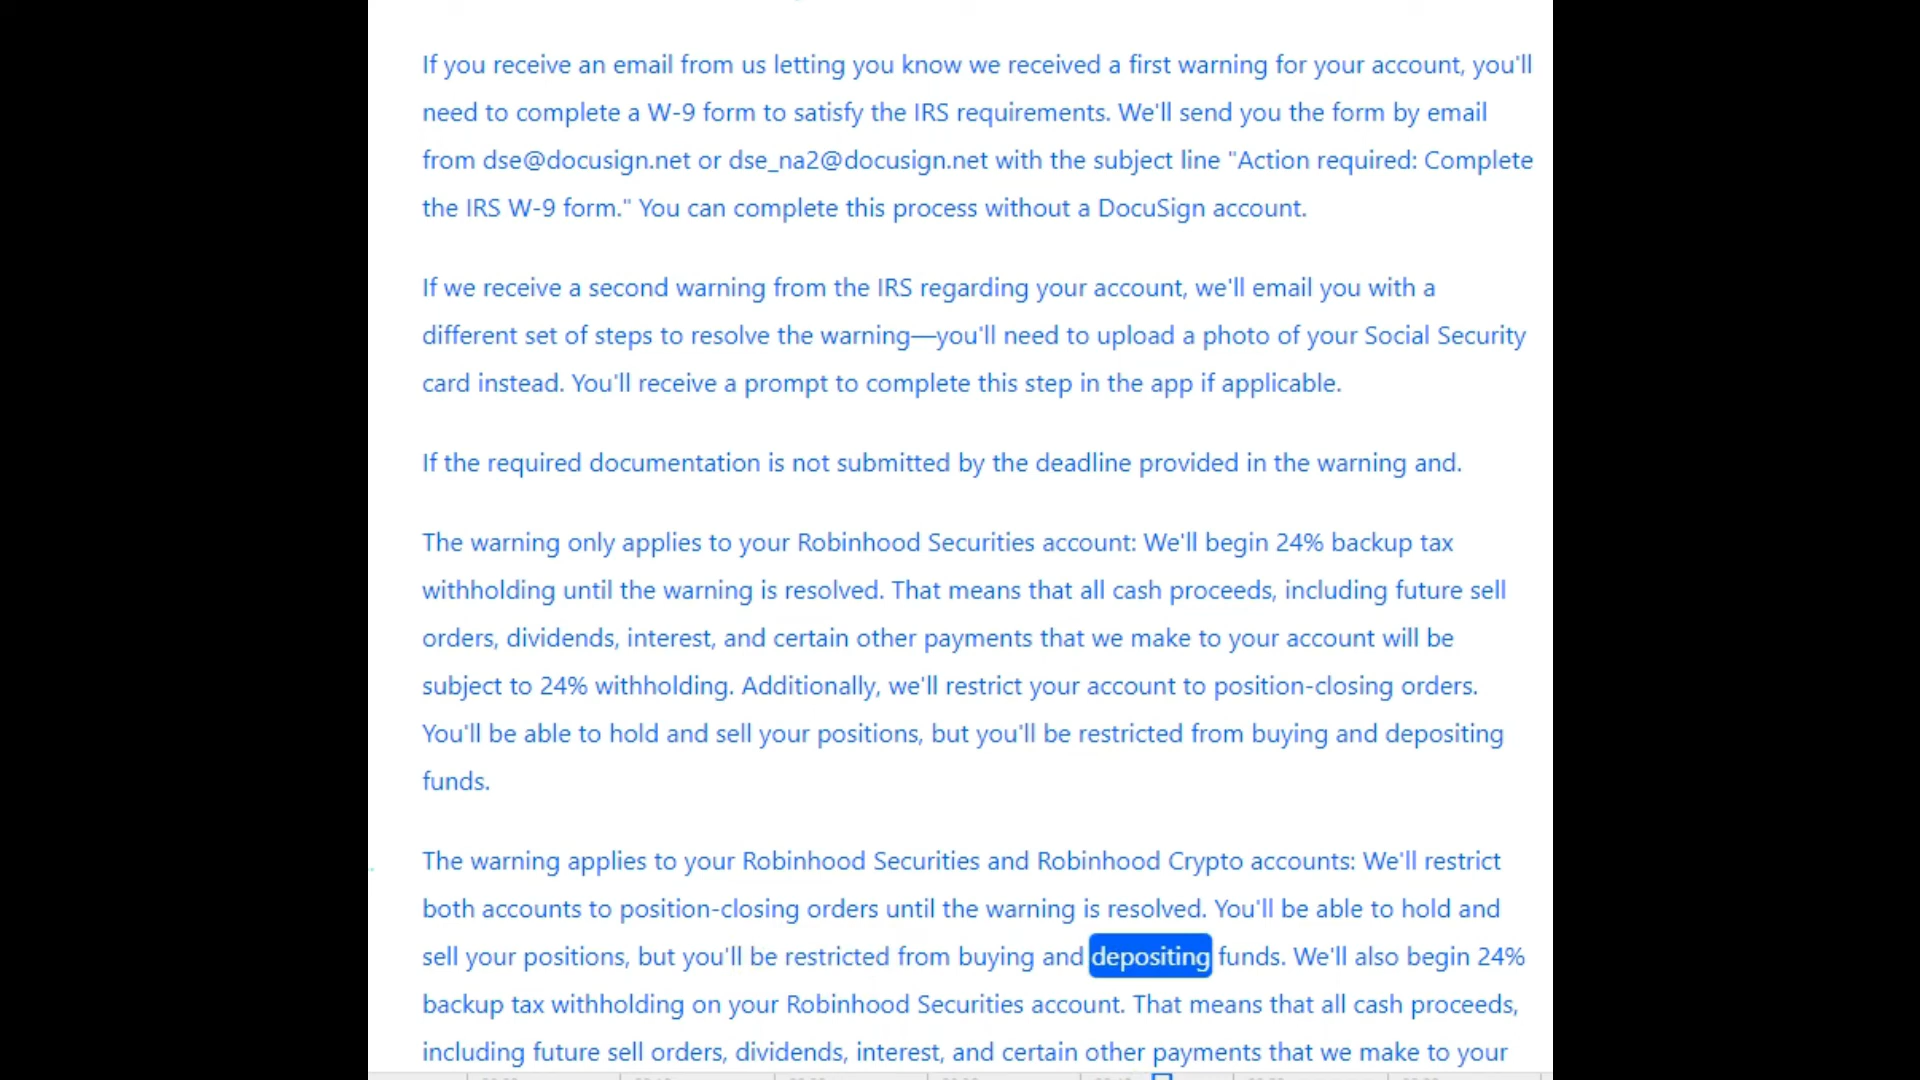 If you receive an email from us letting you know we received a first warning for your account, you'll
need to complete a W-9 form to satisfy the IRS requirements. We'll send you the form by email
from dse@docusign.net or dse_na2@docusign.net with the subject line "Action required: Complete
the IRS W-9 form." You can complete this process without a DocuSign account.
If we receive a second warning from the IRS regarding your account, we'll email you with a
different set of steps to resolve the warning—you'll need to upload a photo of your Social Security
card instead. You'll receive a prompt to complete this step in the app if applicable.
If the required documentation is not submitted by the deadline provided in the warning and.
The warning only applies to your Robinhood Securities account: We'll begin 24% backup tax
withholding until the warning is resolved. That means that all cash proceeds, including future sell
orders, dividends, interest, and certain other payments that we make to your account will be
subject to 24% withholding. Additionally, we'll restrict your account to position-closing orders.
You'll be able to hold and sell your positions, but you'll be restricted from buying and depositing
funds.
The warning applies to your Robinhood Securities and Robinhood Crypto accounts: We'll restrict
both accounts to position-closing orders until the warning is resolved. You'll be able to hold and
sell your positions, but you'll be restricted from buying and depositing funds. We'll also begin 24%
backup tax withholding on your Robinhood Securities account. That means that all cash proceeds,
including future sell orders, dividends, interest, and certain other payments that we make to your